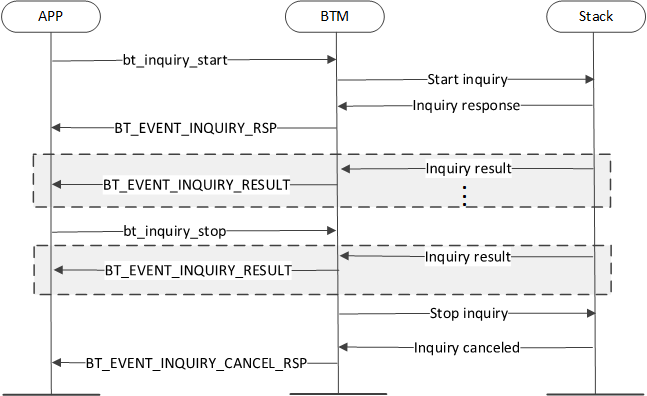 APP
BTM
Stack
bt_inquiry_start
Start inquiry
Inquiry response
BT_EVENT_INQUIRY_RSP
Inquiry result
BT_EVENT_INQUIRY_RESULT
bt_inquiry_stop
Inquiry result
BT_EVENT_INQUIRY_RESULT
Stop inquiry
Inquiry canceled
BT_EVENT_INQUIRY_CANCEL_RSP